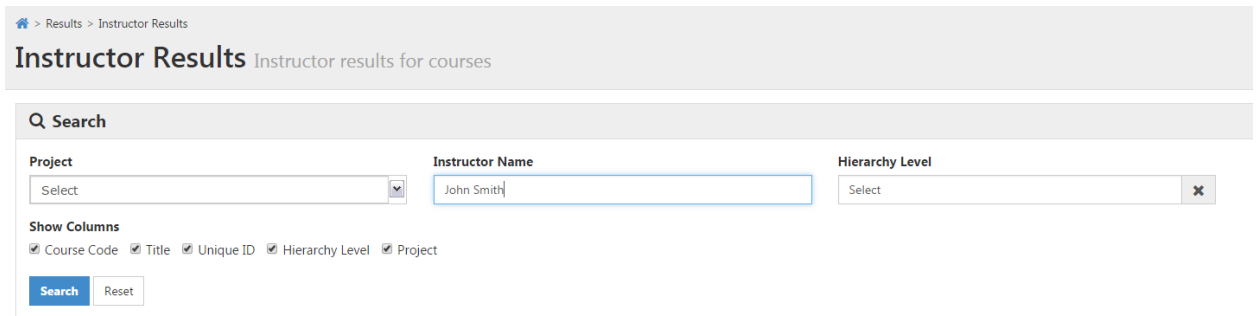 > Results > Instructor Results
Instructor Results Instructor results for courses
Search
Project Instructor Name Hierarchy Level
Select John Smith Select
Show Columns
Course Code Title Unique ID Hierarchy Level Project
Search Reset